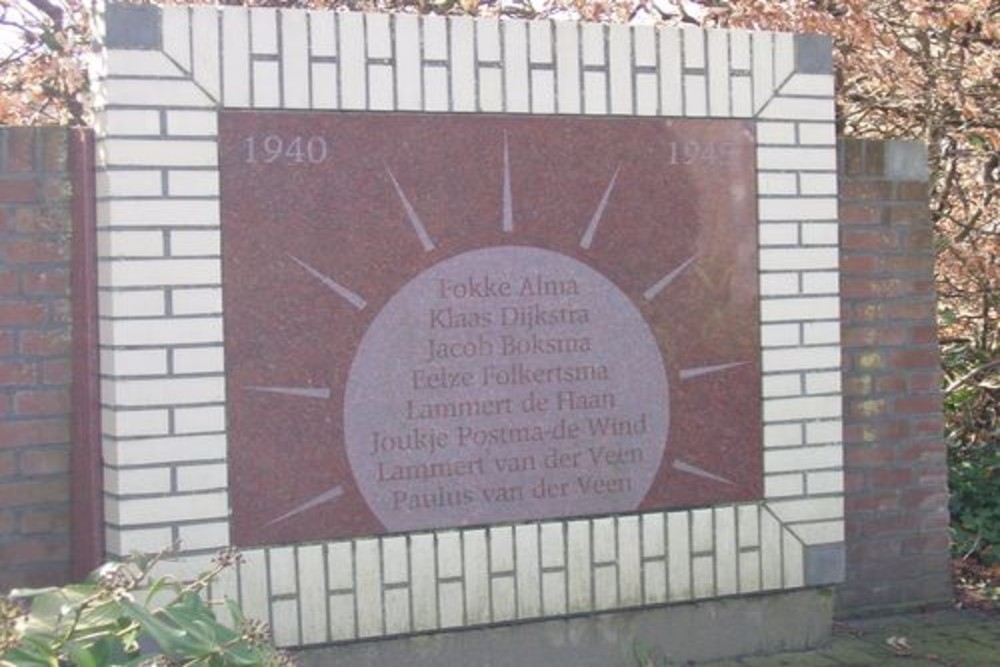 1940 1945
Fokke Alma
Klaas Dijkstra
Jacob Boksma
Eelze Folkertsma
Lammert de Haan
Joukje Postma-de Wind
Lammert van der Veen
Paulus van der Veen